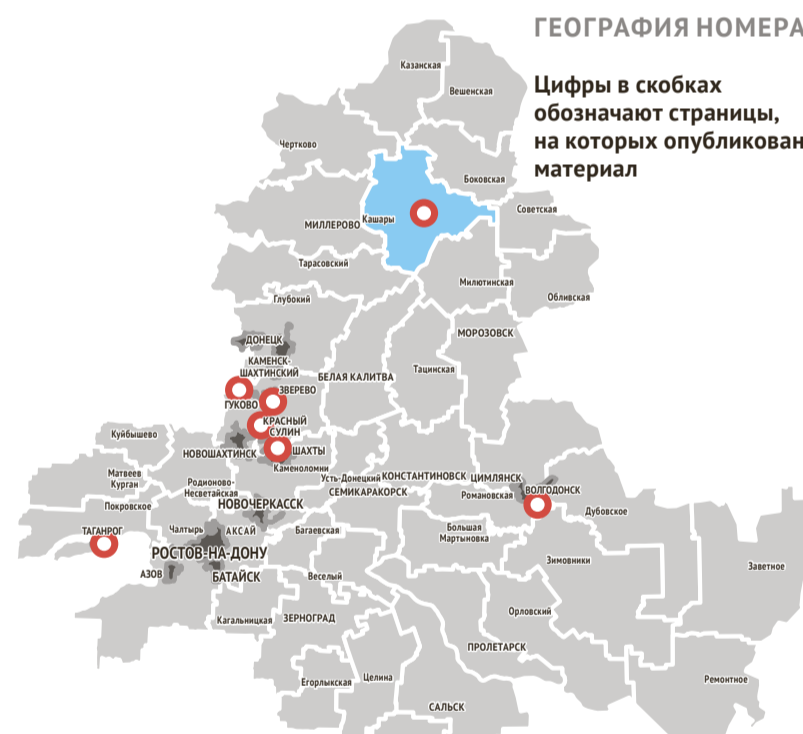 ГЕОГРАФИЯ НОМЕРА
Цифры в скобках
обозначают страницы,
на которых опубликован
материал
Казанская
Вешенская
Чертково
Боковская
Кашары
Советская
МИЛЛЕРОВО
Тарасовский
Милютинская
Обливская
Глубокий
МОРОЗОВСК
ДОНЕЦК
КАМЕНСК-
ШАХТИНСКИЙ
Тацинская
БЕЛАЯ КАЛИТВА
ЗВЕРЕВО
ГУКОВО
КРАСНЫЙ
СУЛИН
Куйбышево
НОВОШАХТИНСК
ШАХТЫ
Каменоломни
Матвеев
Курган
Родионово-
Несветайская
Усть-Донецкий
КОНСТАНТИНОВСК
ЦИМЛЯНСК
СЕМИКАРАКОРСК
Романовская
ВОЛГОДОНСК
Покровское
НОВОЧЕРКАССК
Дубовское
ТАГАНРОГ
Чалтырь
АКСАЙ
Багаевская
Большая
Мартыновка
РОСТОВ-НА-ДОНУ
Зимовники
Заветное
АЗОВ
БАТАЙСК
Веселый
Кагальницкая
ЗЕРНОГРАД
Орловский
ПРОЛЕТАРСК
Егорлыкская
Целина
Ремонтное
САЛЬСК